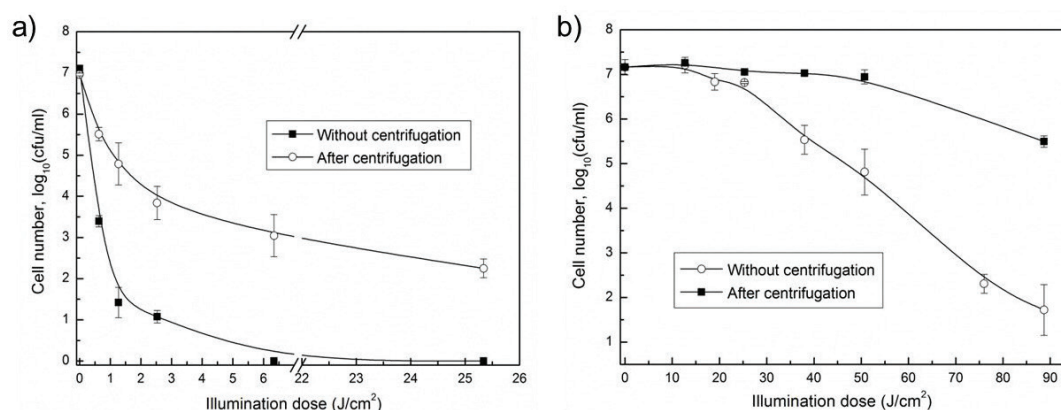 a)
8
7
6
5
4
3
2
1
0
Cell number, log10(cfu/ml)
Without centrifugation
After centrifugation
0 1 2 3 4 5 6 22 23 24 25 26
Illumination dose (J/cm²)
b)
8
7
6
5
4
3
2
1
Cell number, log10(cfu/ml)
Without centrifugation
After centrifugation
0 10 20 30 40 50 60 70 80 90
Illumination dose (J/cm²)